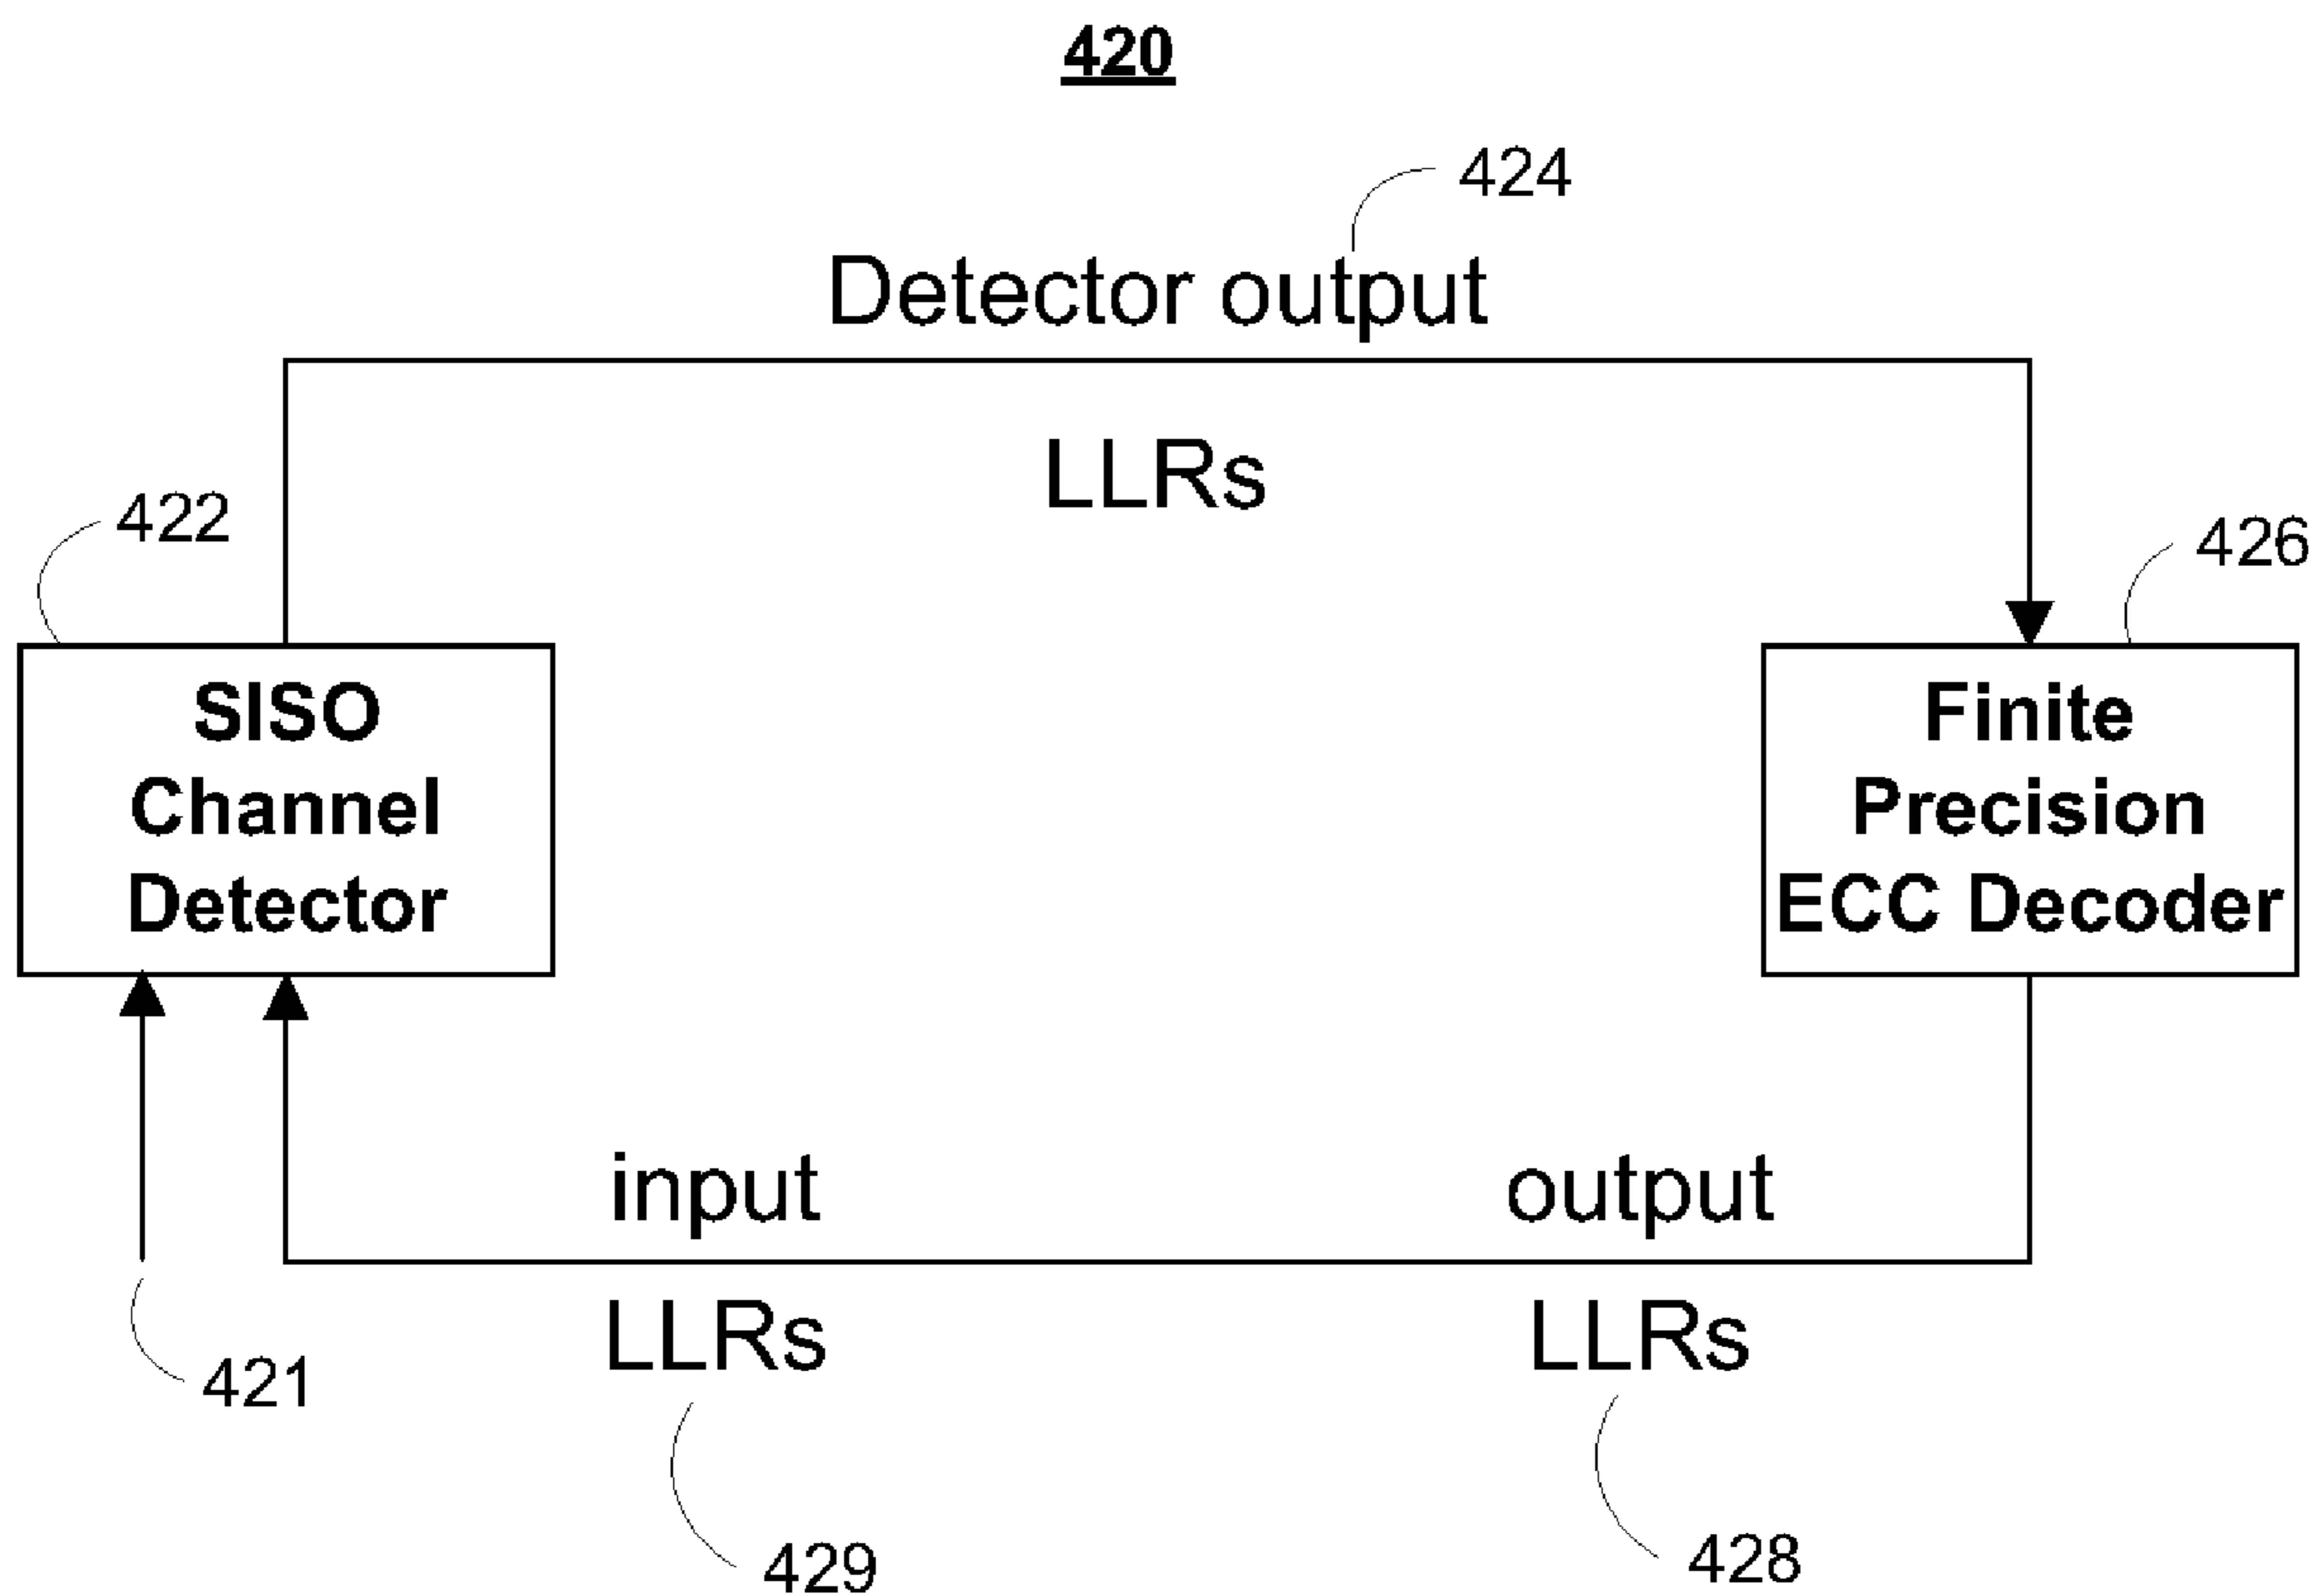 420
424
Detector output
LLRs
422
426
SISO
Channel
Detector
Finite
Precision
ECC Decoder
input
output
LLRs
LLRs
421
429
428